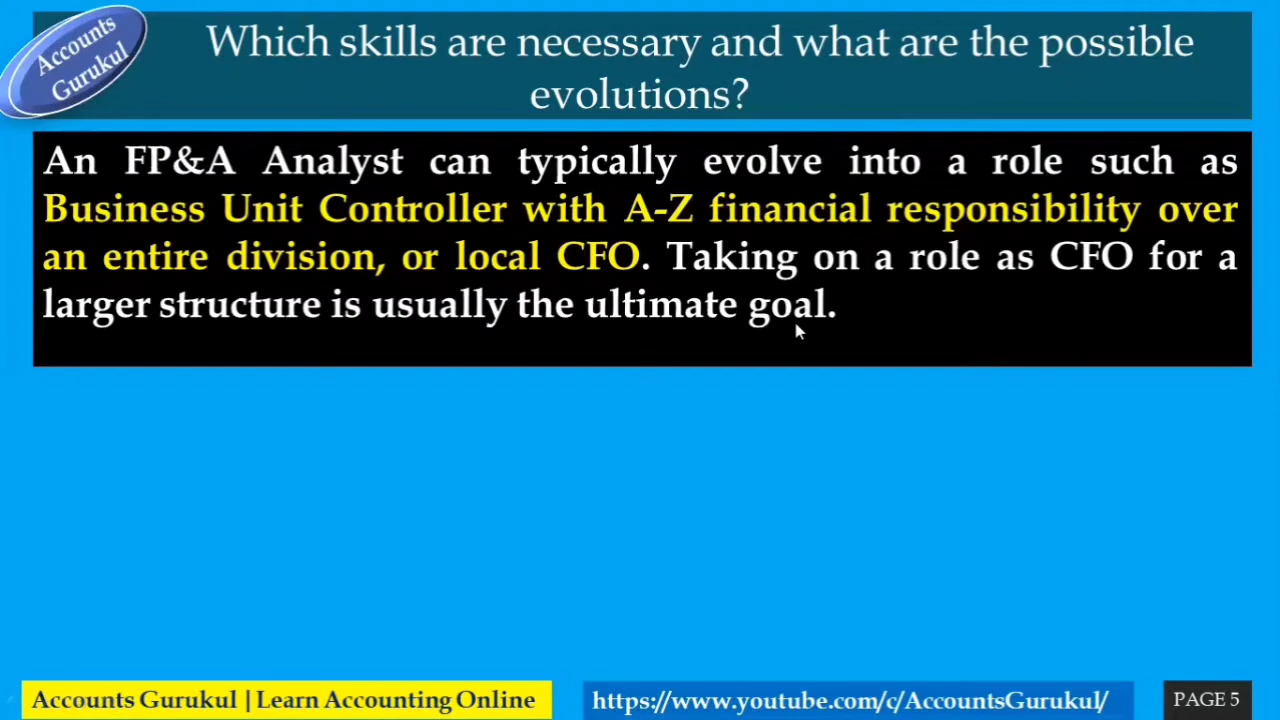 Accounts
Gurukul
Which skills are necessary and what are the possible
evolutions?
An FP&A Analyst can typically evolve into a role such as
Business Unit Controller with A-Z financial responsibility over
an entire division, or local CFO. Taking on a role as CFO for a
larger structure is usually the ultimate goal.
Accounts Gurukul |Learn Accounting Online
https://www.youtube.com/c/AccountsGurukul/
PAGE 5